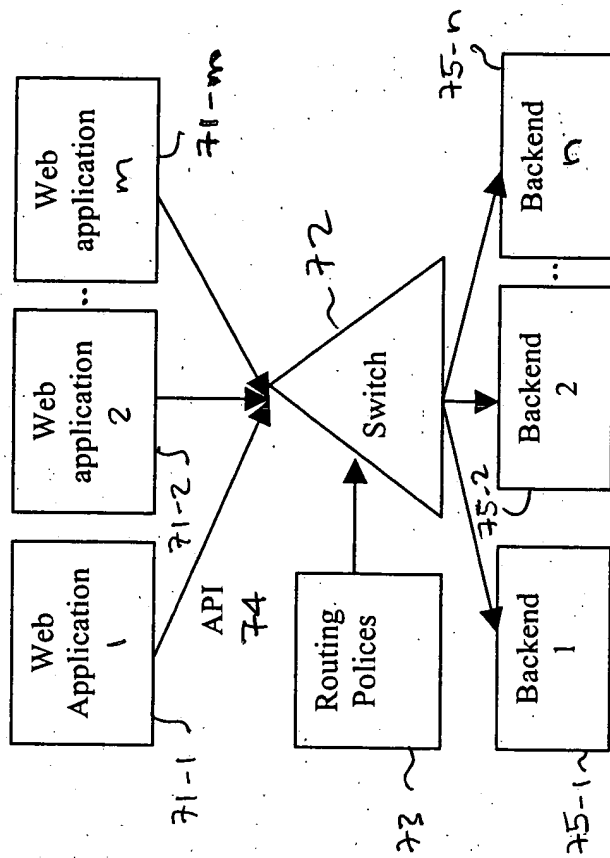 Web
Application
1
Web
application
2
..
Web
application
m
71-1
71-2
71-m
API
74
72
Routing
Polices
73
Switch
Backend
1
Backend
2
..
Backend
n
75-1
75-2
75-n